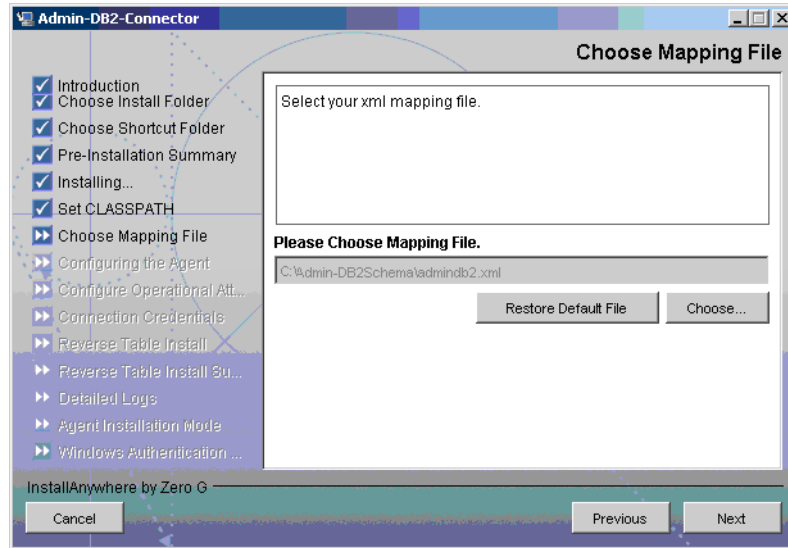 Admin-DB2-Connector
Choose Mapping File
Introduction
Choose Install Folder
Choose Shortcut Folder
Pre-Installation Summary
Installing...
Set CLASSPATH
Choose Mapping File
Configuring the Agent
Configure Operational Att...
Connection Credentials
Reverse Table Install
Reverse Table Install Su...
Detailed Logs
Agent Installation Mode
Windows Authentication ...
Select your xml mapping file.
Please Choose Mapping File.
C:\Admin-DB2Schema\admindb2.xml
Restore Default File
Choose...
InstallAnywhere by Zero G
Cancel
Previous
Next